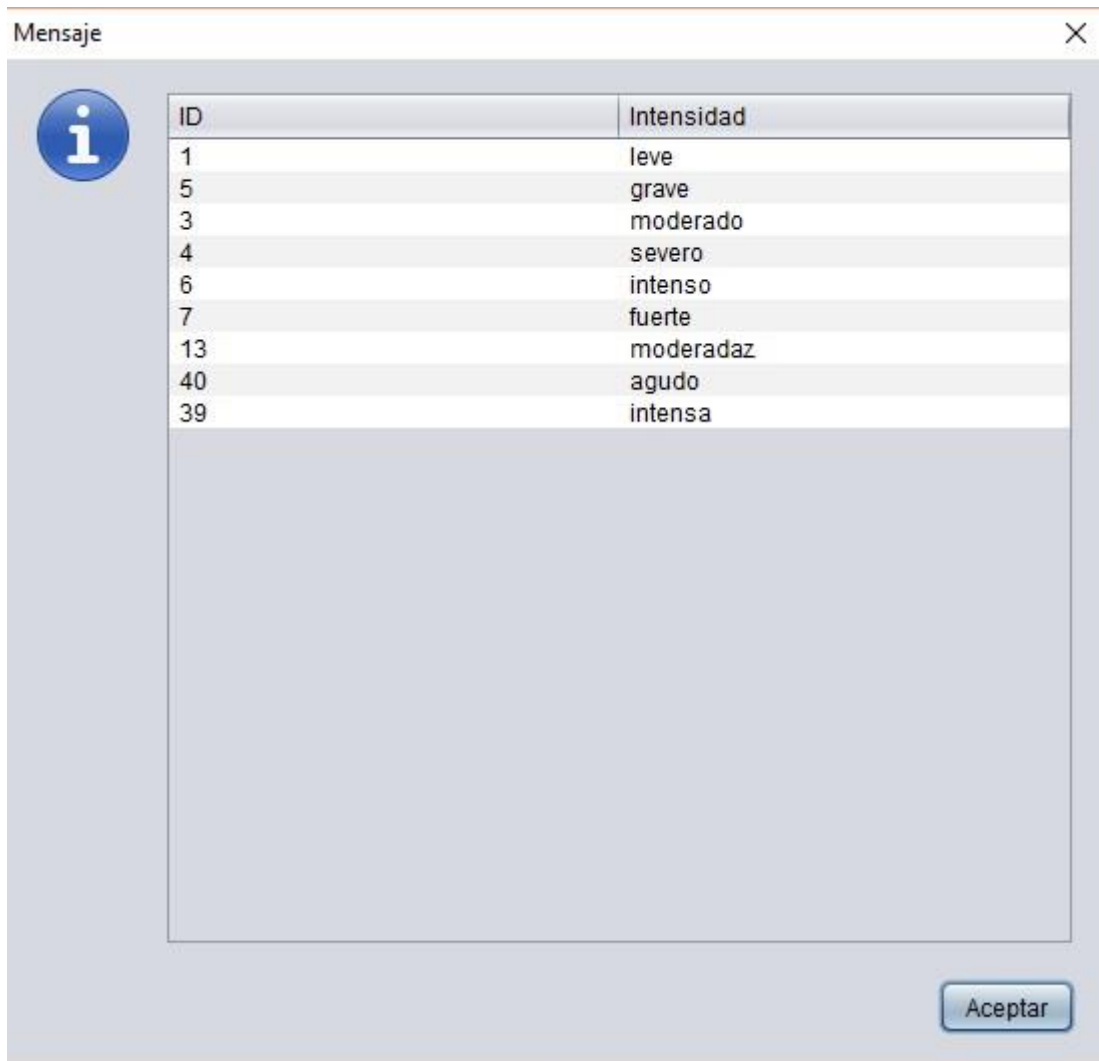 Mensaje
ID Intensidad
1 leve
5 grave
3 moderado
4 severo
6 intenso
7 fuerte
13 moderadaz
40 agudo
39 intensa
Aceptar